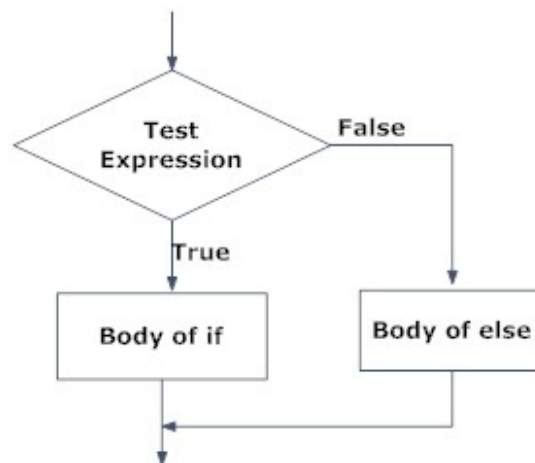 Test
Expression
False
True
Body of if
Body of else